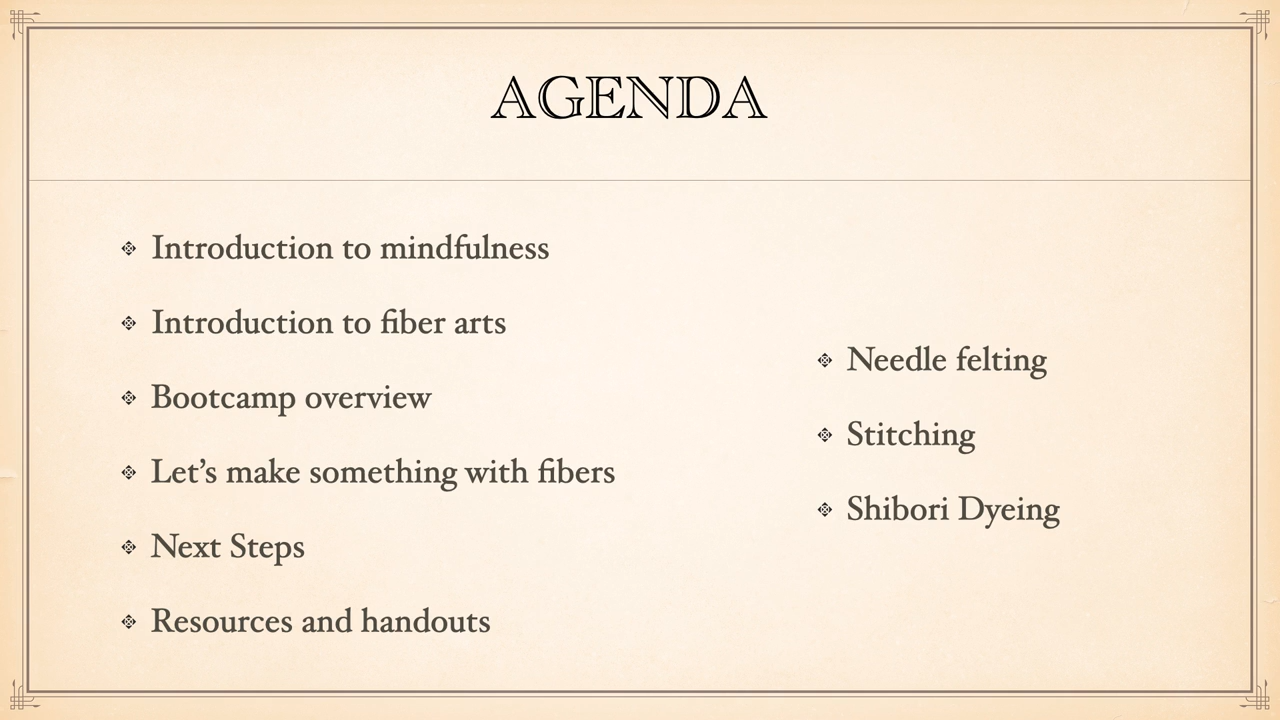 AGENDA
Introduction to mindfulness
Introduction to fiber arts
Bootcamp overview
Let’s make something with fibers
Next Steps
Resources and handouts
Needle felting
Stitching
Shibori Dyeing